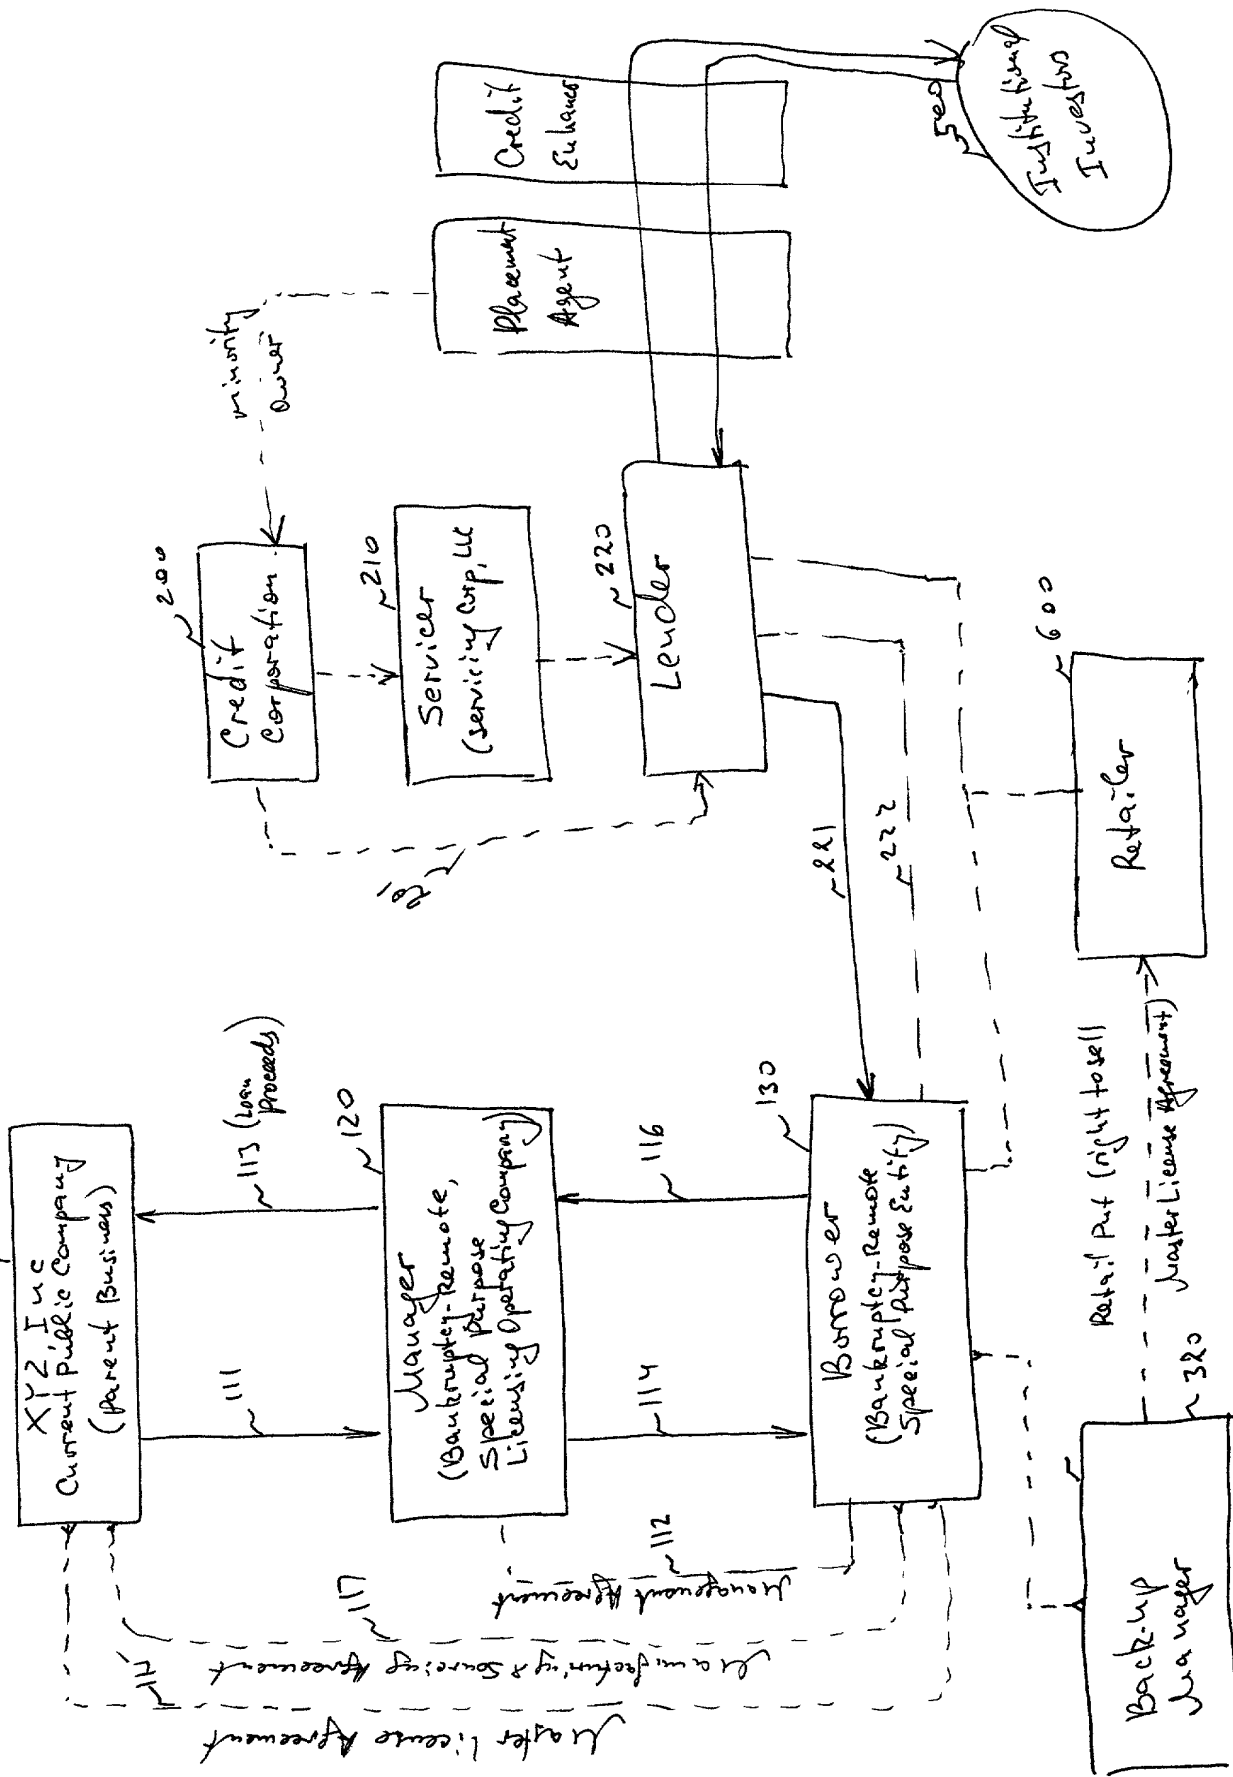 XYZ, Inc
Current Public Company
(Parent Business)
111
113 (Loan
proceeds)
120
Manager
(Bankruptcy-Remote,
Special Purpose
Licensing Operating Company)
114
116
130
Borrower
(Bankruptcy-Remote
Special Purpose Entity)
112
Management Agreement
117
Manufacturing & Sourcing Agreement
Master License Agreement
Back-up
Manager
320
Retail Put (right to sell
Master License Agreement)
600
Retailer
200
Credit
Corporation
minority
owner
210
Servicer
(Servicing Corp, LLC
220
Lender
221
222
Placement
Agent
Credit
Enhancer
500
Institutional
Investors